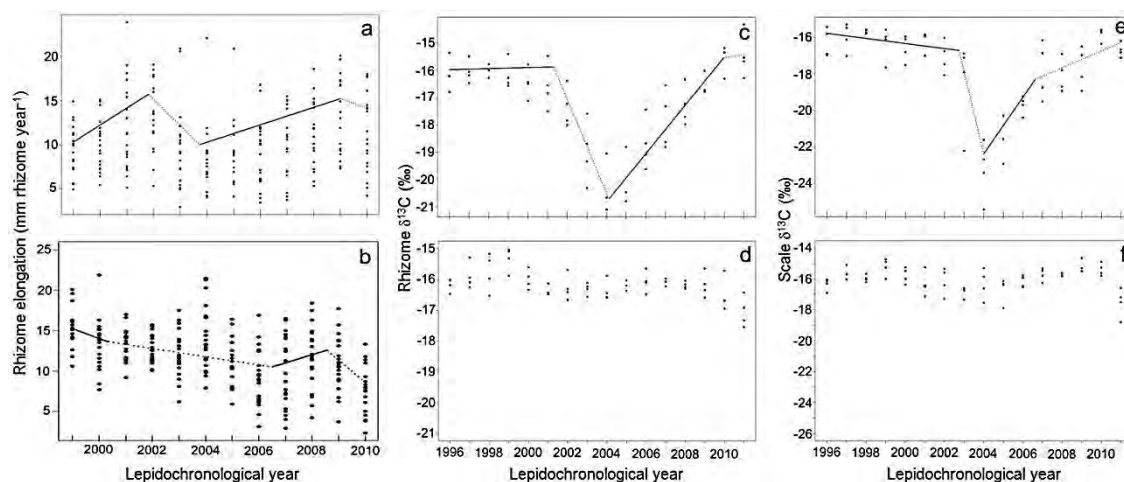 a
20
15
10
5
Rhizome elongation (mm rhizome year⁻¹)
b
25
20
15
10
5
2000 2002 2004 2006 2008 2010
Lepidochronological year
c
-15
-16
-17
-18
-19
-20
-21
Rhizome δ¹³C (‰)
d
-15
-16
-17
-18
-19
-20
-21
1996 1998 2000 2002 2004 2006 2008 2010
Lepidochronological year
e
-16
-18
-20
-22
-24
Scale δ¹³C (‰)
f
-14
-16
-18
-20
-22
-24
-26
1996 1998 2000 2002 2004 2006 2008 2010
Lepidochronological year